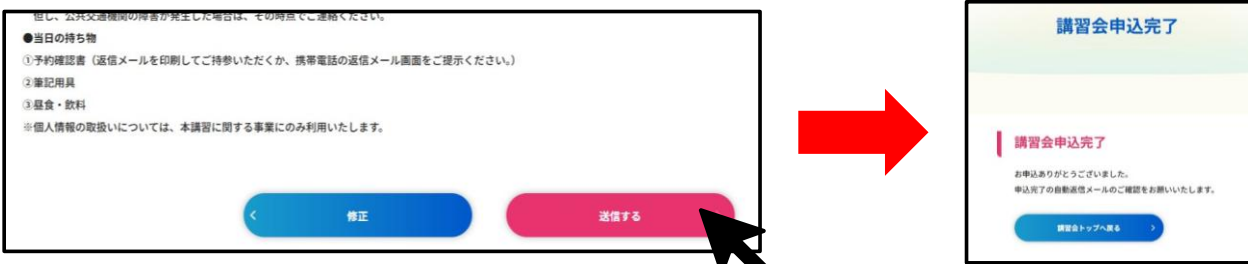 但し、公共交通機関の障害が発生した場合は、その時点でご連絡ください。
●当日の持ち物
①予約確認書（返信メールを印刷してご持参いただくか、携帯電話の返信メール画面をご提示ください。）
②筆記用具
③昼食・飲料
※個人情報の取扱いについては、本講習に関する事業にのみ利用いたします。
修正
送信する
講習会申込完了
講習会申込完了
お申込ありがとうございました。
申込完了の自動返信メールのご確認をお願いいたします。
講習会トップへ戻る